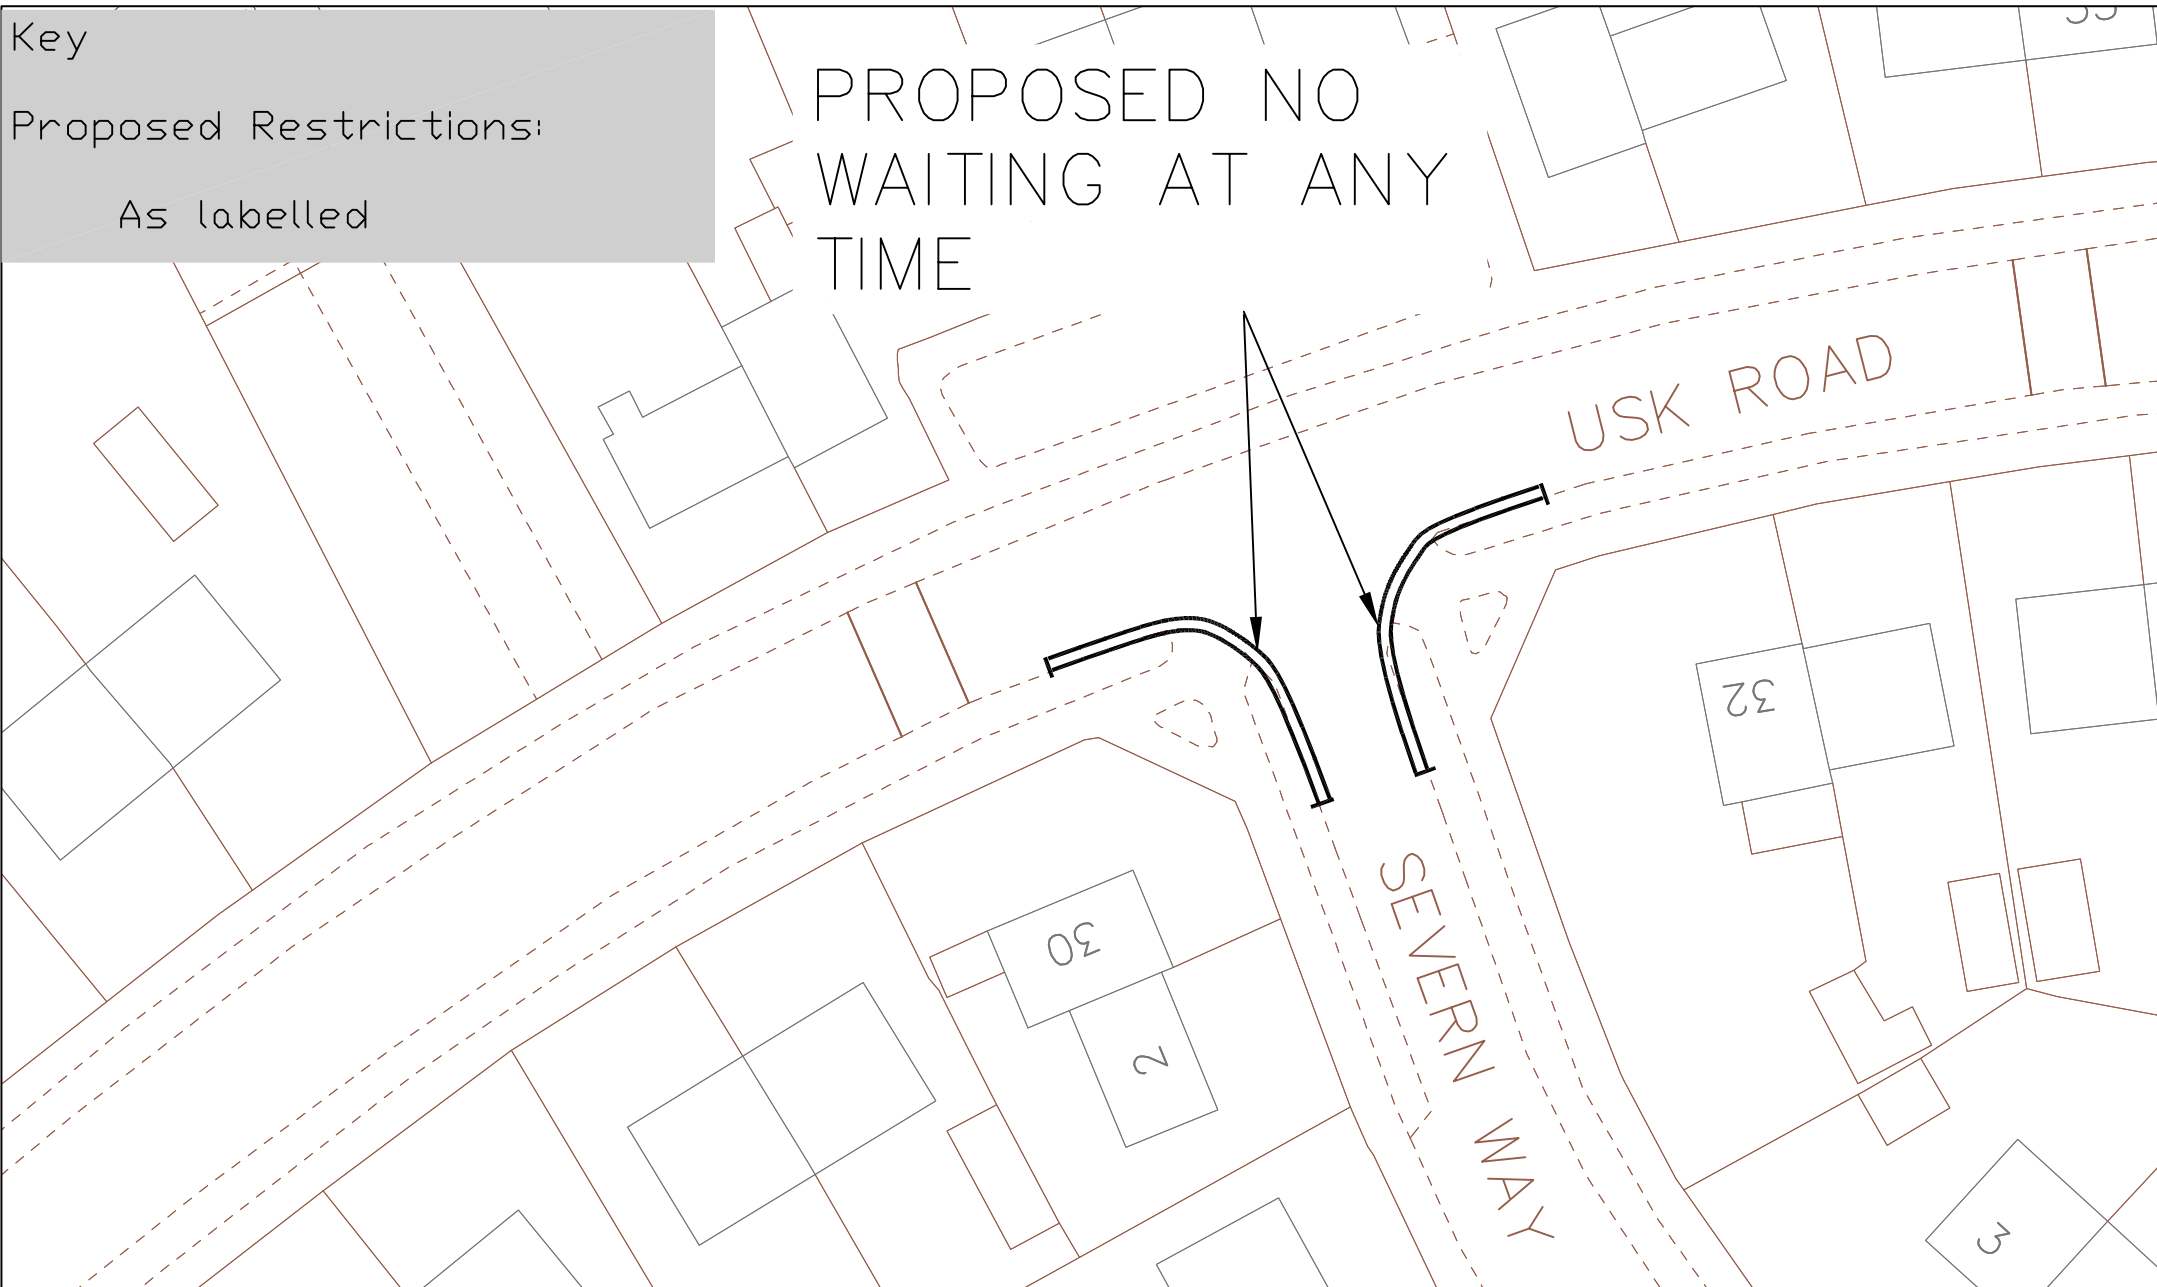 Key
Proposed Restrictions:
As labelled
PROPOSED NO
WAITING AT ANY
TIME
USK ROAD
32
30
2
SEVERN WAY
3